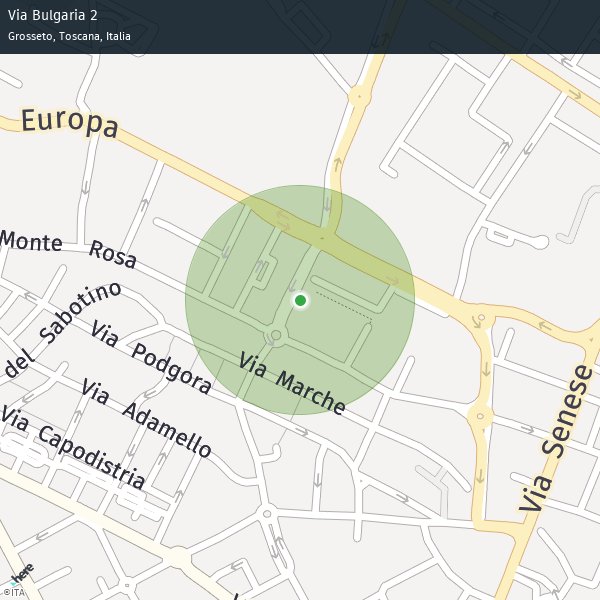 Via Bulgaria 2
Grosseto, Toscana, Italia
Europa
Monte Rosa
del Sabotino
Via Podgora
Via Marche
Via Adamello
Via Capodistria
Via Senese
here
©ITA